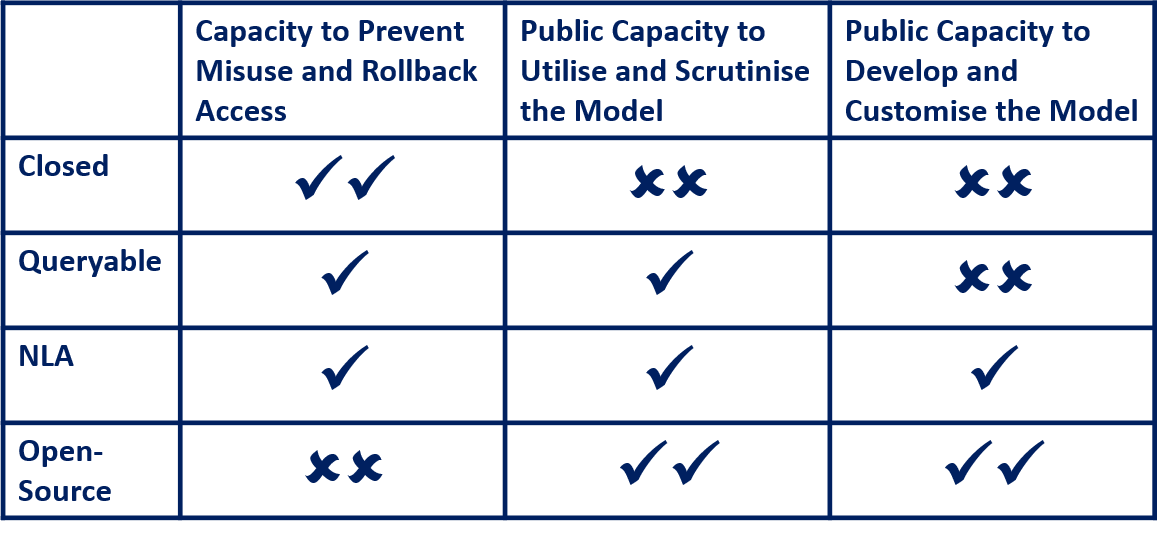 Capacity to Prevent
Misuse and Rollback
Access
Public Capacity to
Utilise and Scrutinise
the Model
Public Capacity to
Develop and
Customise the Model
Closed
✓✓
✘✘
✘✘
Queryable
✓
✓
✘✘
NLA
✓
✓
✓
Open-
Source
✘✘
✓✓
✓✓